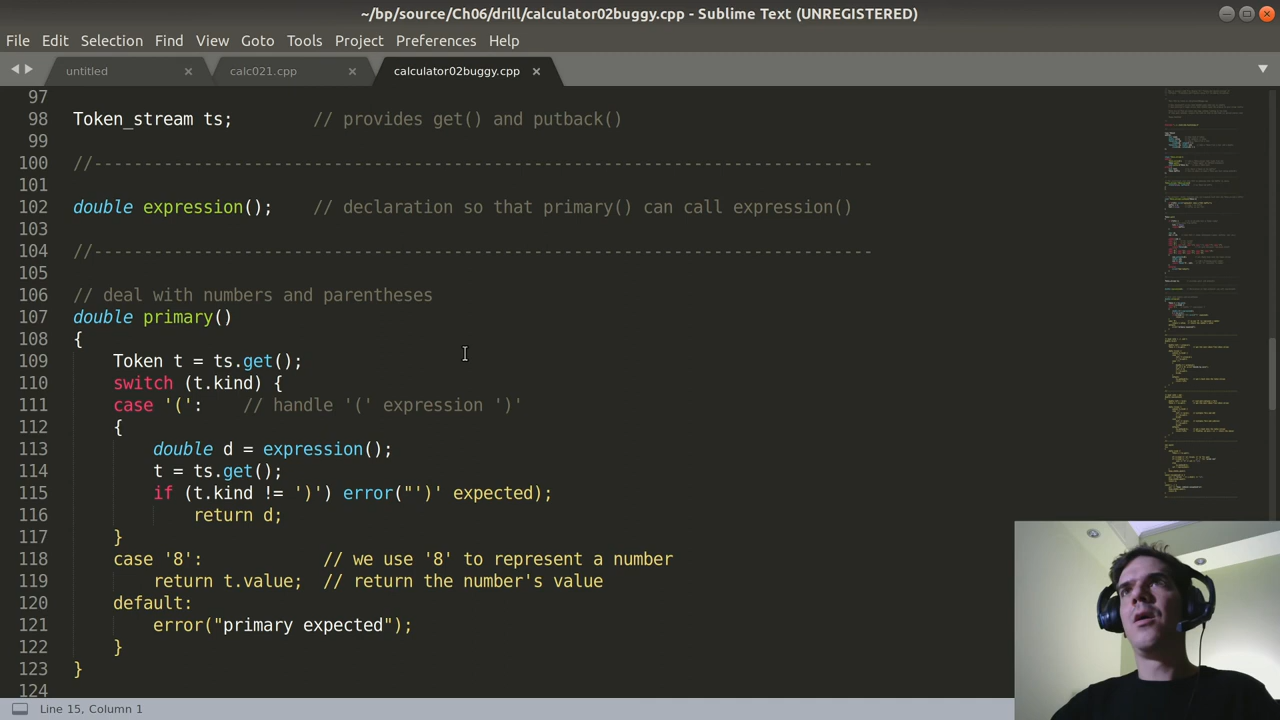 ~/bp/source/Ch06/drill/calculator02buggy.cpp - Sublime Text (UNREGISTERED)
File Edit Selection Find View Goto Tools Project Preferences Help
untitled calc021.cpp calculator02buggy.cpp
97
98 Token_stream ts; // provides get() and putback()
99
100 //------------------------------------------------------------------------------
101
102 double expression(); // declaration so that primary() can call expression()
103
104 //------------------------------------------------------------------------------
105
106 // deal with numbers and parentheses
107 double primary()
108 {
109 Token t = ts.get();
110 switch (t.kind) {
111 case '(': // handle '(' expression ')'
112 {
113 double d = expression();
114 t = ts.get();
115 if (t.kind != ')') error("')' expected);
116 return d;
117 }
118 case '8': // we use '8' to represent a number
119 return t.value; // return the number's value
120 default:
121 error("primary expected");
122 }
123 }
124
Line 15, Column 1